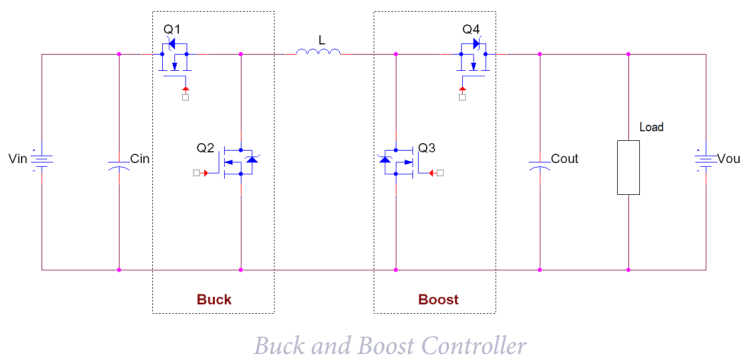 Q1
Q4
L
Q2
Q3
Load
Vin
+
-
Cin
Cout
+
-
Vou
Buck
Boost
Buck and Boost Controller